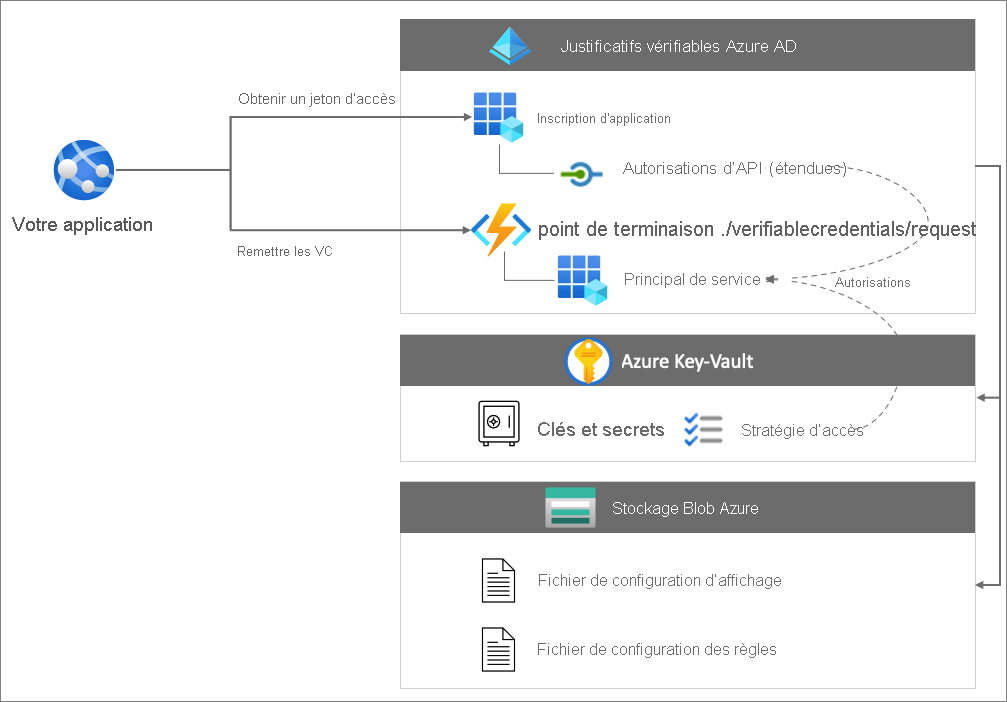 Justificatifs vérifiables Azure AD
Obtenir un jeton d'accès
Inscription d'application
Autorisations d'API (étendues)
Votre application
point de terminaison ./verifiablecredentials/request
Remettre les VC
Principal de service
Autorisations
Azure Key-Vault
Clés et secrets
Stratégie d'accès
Stockage Blob Azure
Fichier de configuration d'affichage
Fichier de configuration des règles